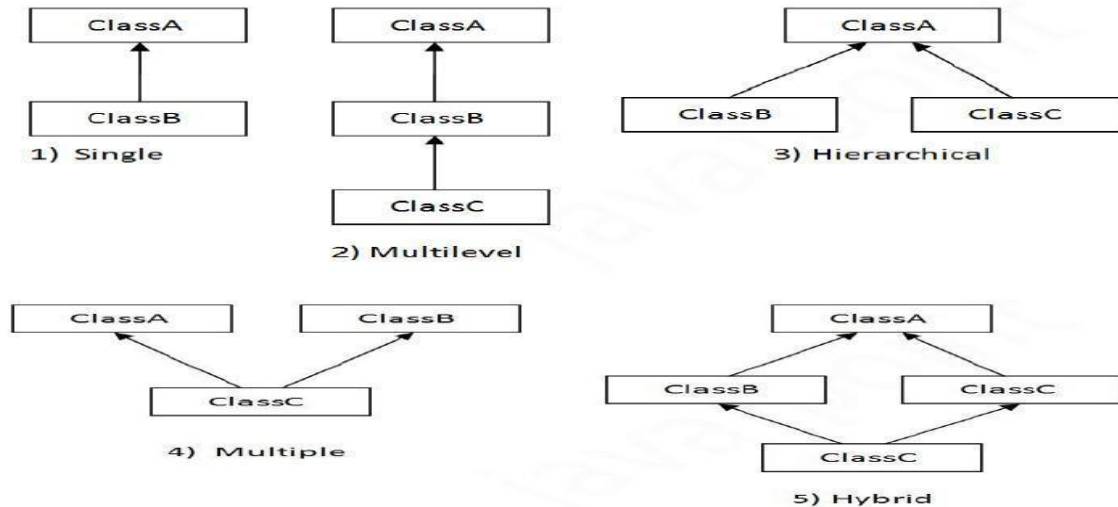 ClassA
ClassB
1) Single
ClassA
ClassB
ClassC
2) Multilevel
ClassA
ClassB
ClassC
3) Hierarchical
ClassA
ClassB
ClassC
4) Multiple
ClassA
ClassB
ClassC
ClassC
5) Hybrid